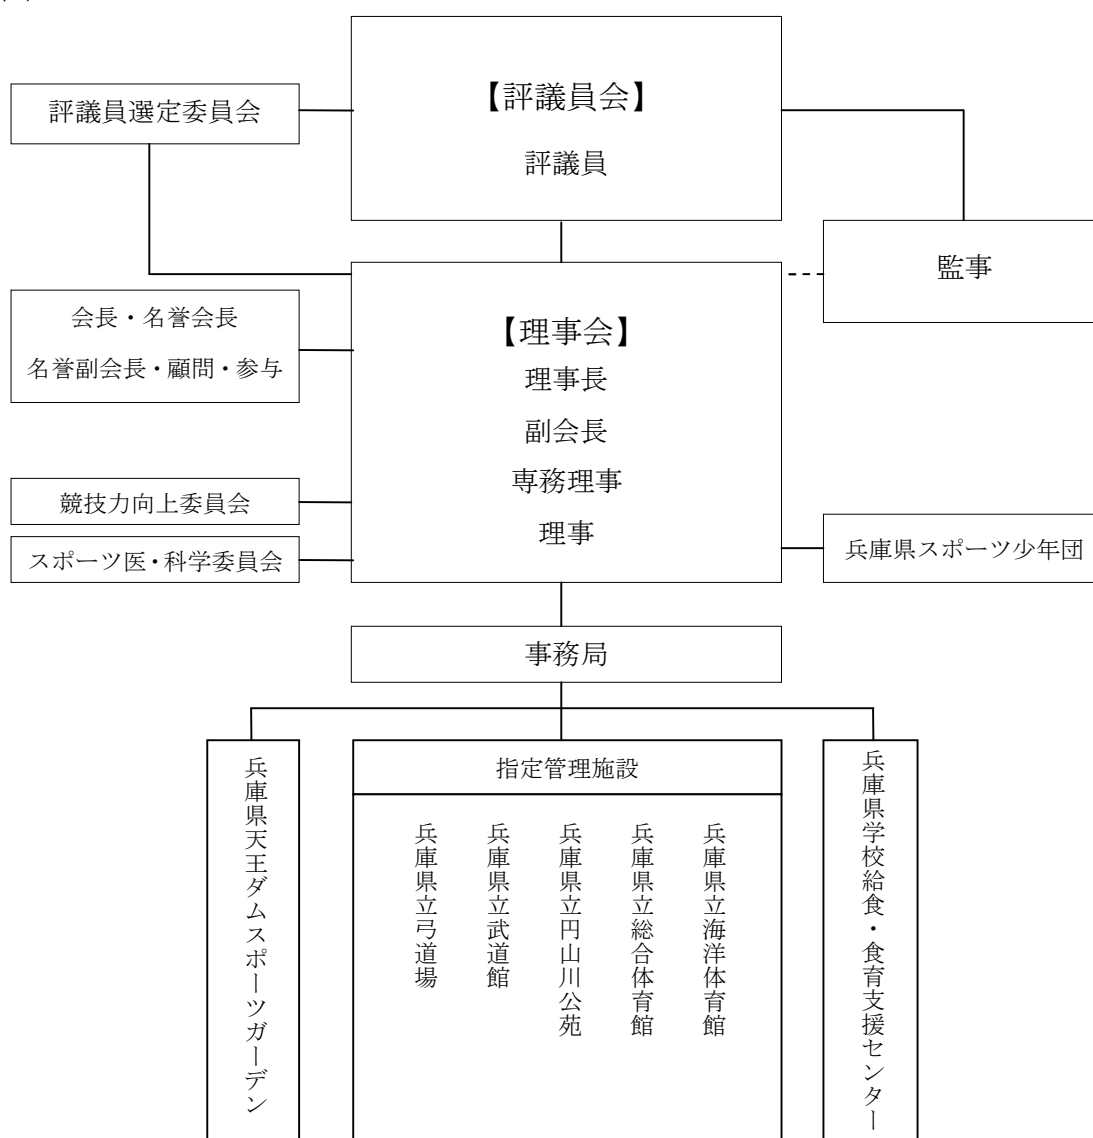 【評議員会】
評議員
評議員選定委員会
監事
会長・名誉会長
名誉副会長・顧問・参与
【理事会】
理事長
副会長
専務理事
理事
競技力向上委員会
スポーツ医・科学委員会
兵庫県スポーツ少年団
事務局
兵庫県天王ダムスポーツガーデン
指定管理施設
兵庫県立弓道場
兵庫県立武道館
兵庫県立円山川公苑
兵庫県立総合体育館
兵庫県立海洋体育館
兵庫県学校給食・食育支援センター